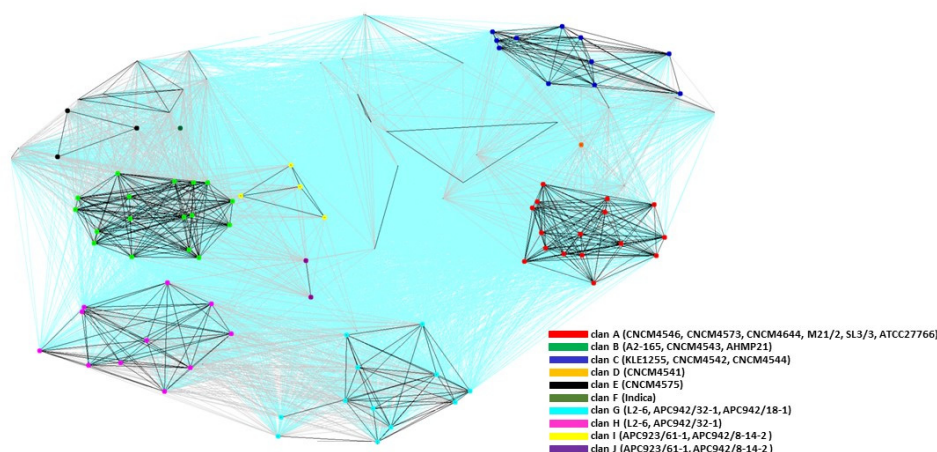 clan A (CNCM4546, CNCM4573, CNCM4644, M21/2, SL3/3, ATCC27766)
clan B (A2-165, CNCM4543, AHMP21)
clan C (KLE1255, CNCM4542, CNCM4544)
clan D (CNCM4541)
clan E (CNCM4575)
clan F (Indica)
clan G (L2-6, APC942/32-1, APC942/18-1)
clan H (L2-6, APC942/32-1)
clan I (APC923/61-1, APC942/8-14-2)
clan J (APC923/61-1, APC942/8-14-2)